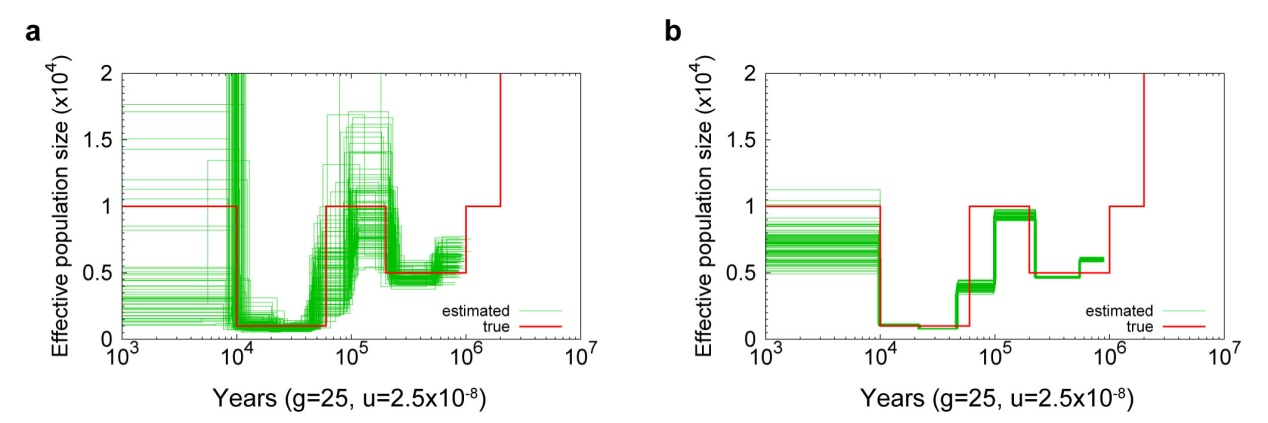 a
Effective population size (x10⁴)
2
1.5
1
0.5
0
10³
10⁴
10⁵
10⁶
10⁷
estimated
true
Years (g=25, u=2.5x10⁻⁸)
b
Effective population size (x10⁴)
2
1.5
1
0.5
0
10³
10⁴
10⁵
10⁶
10⁷
estimated
true
Years (g=25, u=2.5x10⁻⁸)